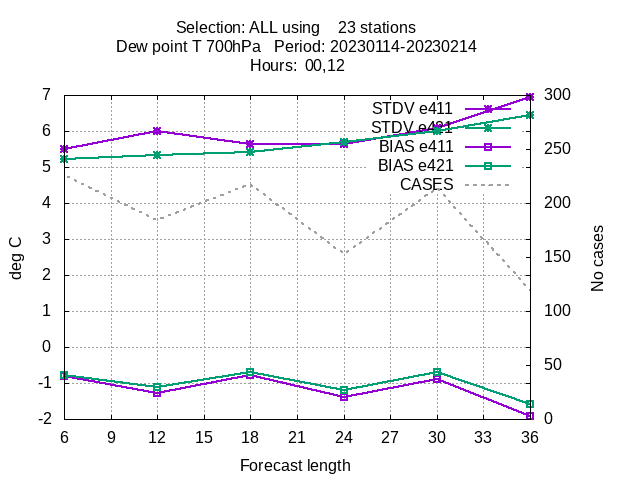 Selection: ALL using    23 stations
Dew point T 700hPa   Period: 20230114-20230214
Hours: 00,12
7
6
5
4
3
2
1
0
-1
-2
deg C
300
250
200
150
100
50
0
No cases
STDV e411
STDV e421
BIAS e411
BIAS e421
CASES
6 9 12 15 18 21 24 27 30 33 36
Forecast length